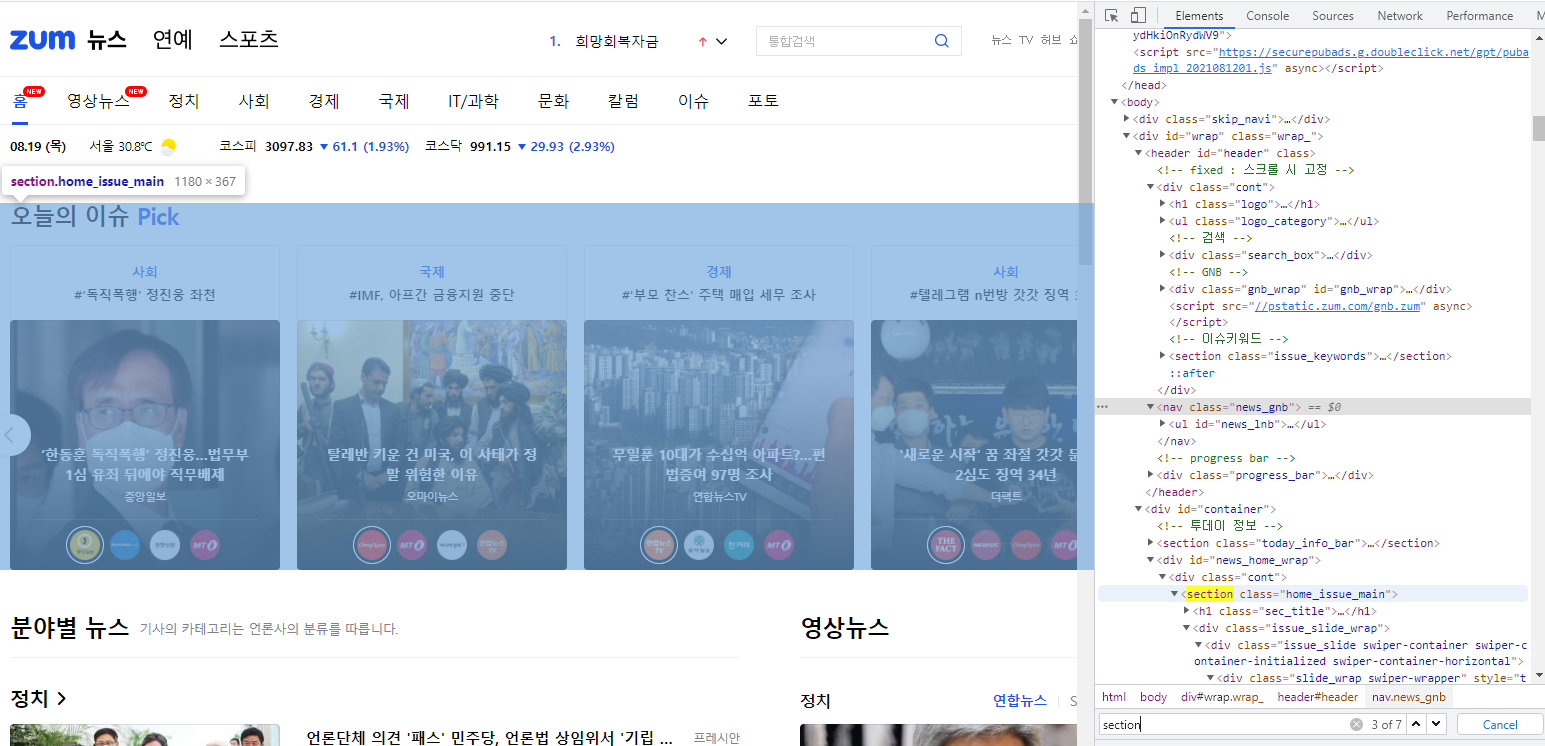 zum 뉴스 연예 스포츠
1. 희망회복자금
통합검색
뉴스 TV 허브
홈 NEW 영상뉴스 NEW 정치 사회 경제 국제 IT/과학 문화 칼럼 이슈 포토
08.19 (목) 서울 30.8℃ 코스피 3097.83 ▼ 61.1 (1.93%) 코스닥 991.15 ▼ 29.93 (2.93%)
section.home_issue_main 1180 × 367
오늘의 이슈 Pick
사회
#'독직폭행' 정진웅 좌천
'한동훈 독직폭행' 정진웅...법무부
1심 유죄 뒤에야 직무배제
중앙일보
국제
#IMF, 아프간 금융지원 중단
탈레반 키운 건 미국, 이 사태가 정
말 위험한 이유
오마이뉴스
MT
경제
#'부모 찬스' 주택 매입 세무 조사
무일푼 10대가 수십억 아파트?...편
법증여 97명 조사
연합뉴스TV
연합뉴스
TV
MT
사회
#텔레그램 n번방 갓갓 징역
'새로운 시작' 꿈 좌절 갓갓
2심도 징역 34년
더팩트
THE
FACT
분야별 뉴스 기사의 카테고리는 언론사의 분류를 따릅니다.
정치 >
언론단체 의견 '패스' 민주당, 언론법 상임위서 '기립 ... 프레시안
영상뉴스
정치 연합뉴스 S
Elements Console Sources Network Performance M
ydHkiOnRydWV9">
<script src="https://securepubads.g.doubleclick.net/gpt/puba
ds_impl_2021081201.js" async></script>
</head>
▼<body>
▶<div class="skip_navi">…</div>
▼<div id="wrap" class="wrap_">
▼<header id="header" class>
<!-- fixed : 스크롤 시 고정 -->
▼<div class="cont">
▶<h1 class="logo">…</h1>
▶<ul class="logo_category">…</ul>
<!-- 검색 -->
▶<div class="search_box">…</div>
<!-- GNB -->
▶<div class="gnb_wrap" id="gnb_wrap">…</div>
<script src="//pstatic.zum.com/gnb.zum" async>
</script>
<!-- 이슈키워드 -->
▶<section class="issue_keywords">…</section>
::after
</div>
▼<nav class="news_gnb"> == $0
▶<ul id="news_lnb">…</ul>
</nav>
<!-- progress bar -->
▶<div class="progress_bar">…</div>
</header>
▼<div id="container">
<!-- 투데이 정보 -->
▶<section class="today_info_bar">…</section>
▼<div id="news_home_wrap">
▼<div class="cont">
▼<section class="home_issue_main">
▶<h1 class="sec_title">…</h1>
▼<div class="issue_slide_wrap">
▼<div class="issue_slide swiper-container swiper-c
ontainer-initialized swiper-container-horizontal">
▼<div class="slide_wrap swiper-wrapper" style="t
html body div#wrap.wrap_ header#header nav.news_gnb
section 3 of 7 Cancel